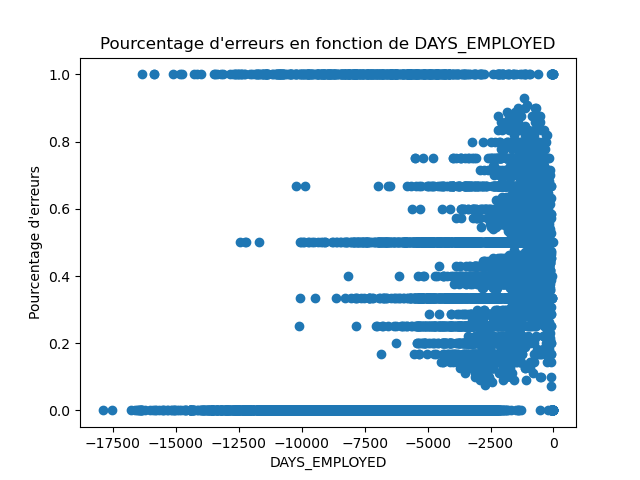 Pourcentage d'erreurs en fonction de DAYS_EMPLOYED
1.0
0.8
0.6
0.4
0.2
0.0
Pourcentage d'erreurs
−17500 −15000 −12500 −10000 −7500 −5000 −2500 0
DAYS_EMPLOYED